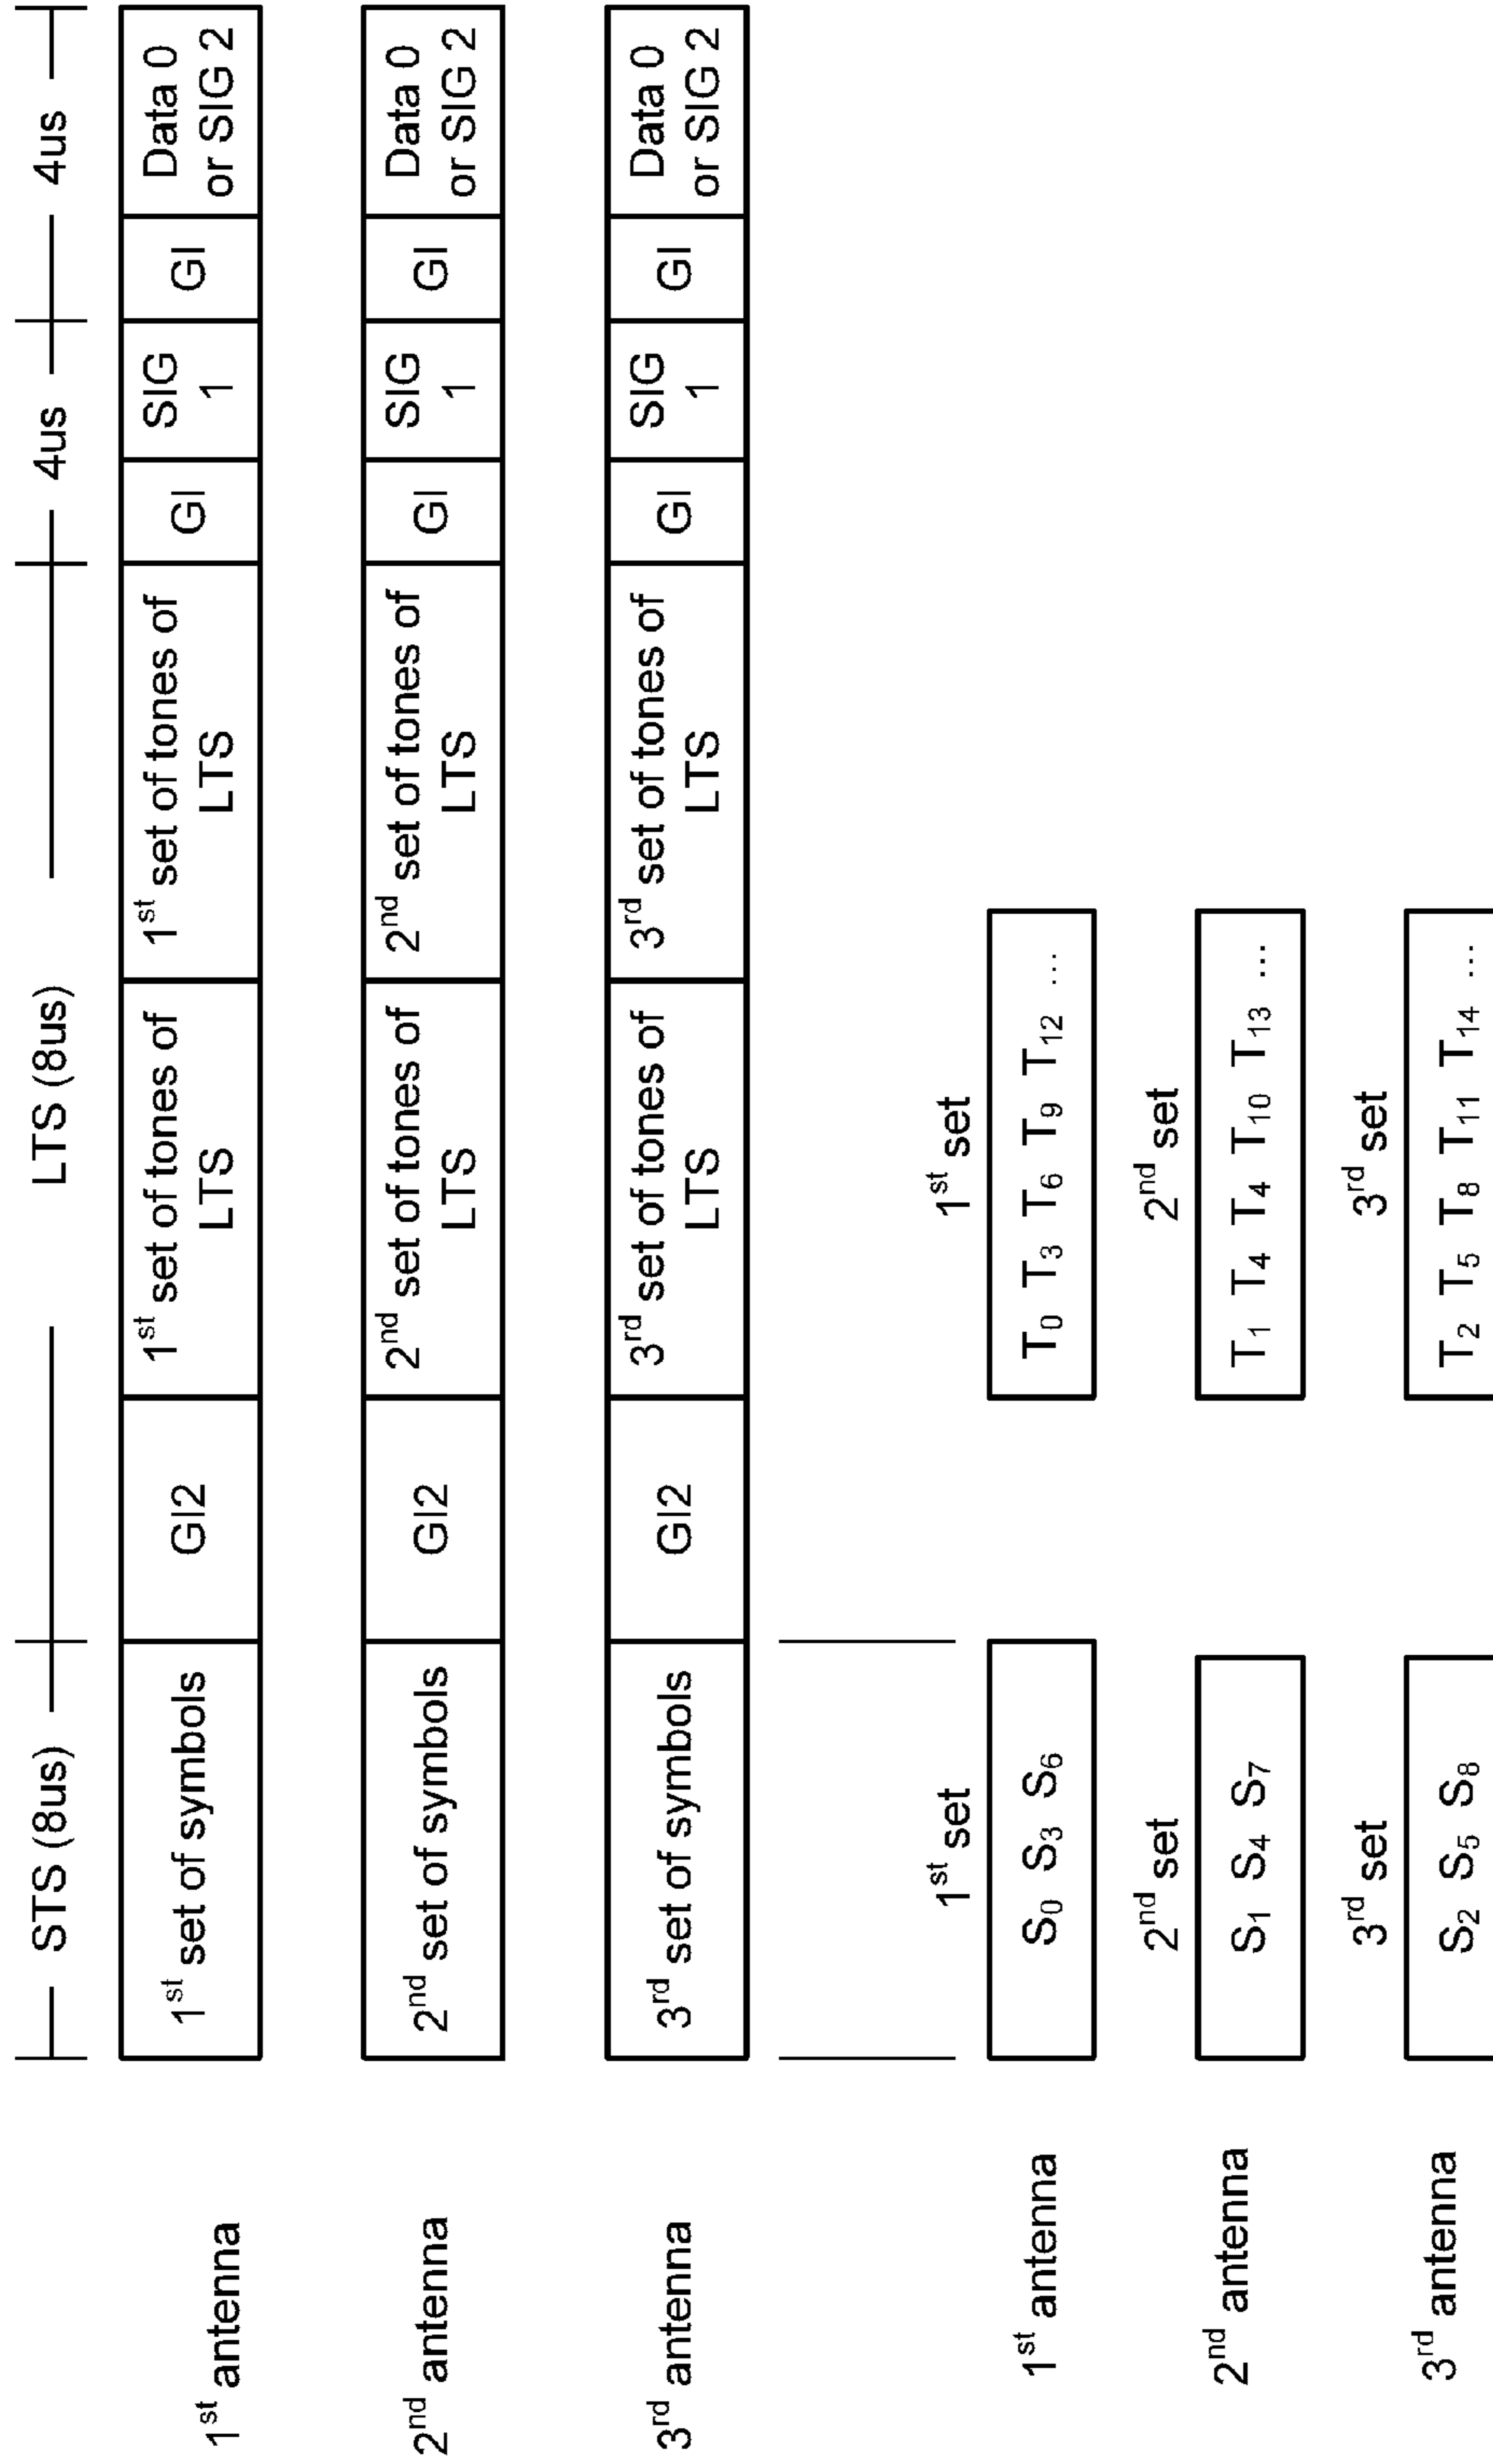 STS (8us) LTS (8us) 4us 4us
1st antenna
1st set of symbols
GI2
1st set of tones of
LTS
1st set of tones of
LTS
GI
SIG
1
GI
Data 0
or SIG 2
2nd antenna
2nd set of symbols
GI2
2nd set of tones of
LTS
2nd set of tones of
LTS
GI
SIG
1
GI
Data 0
or SIG 2
3rd antenna
3rd set of symbols
GI2
3rd set of tones of
LTS
3rd set of tones of
LTS
GI
SIG
1
GI
Data 0
or SIG 2
1st set 1st set
1st antenna S0 S3 S6 T0 T3 T6 T9 T12 ...
2nd set 2nd set
2nd antenna S1 S4 S7 T1 T4 T4 T10 T13 ...
3rd set 3rd set
3rd antenna S2 S5 S8 T2 T5 T8 T11 T14 ...